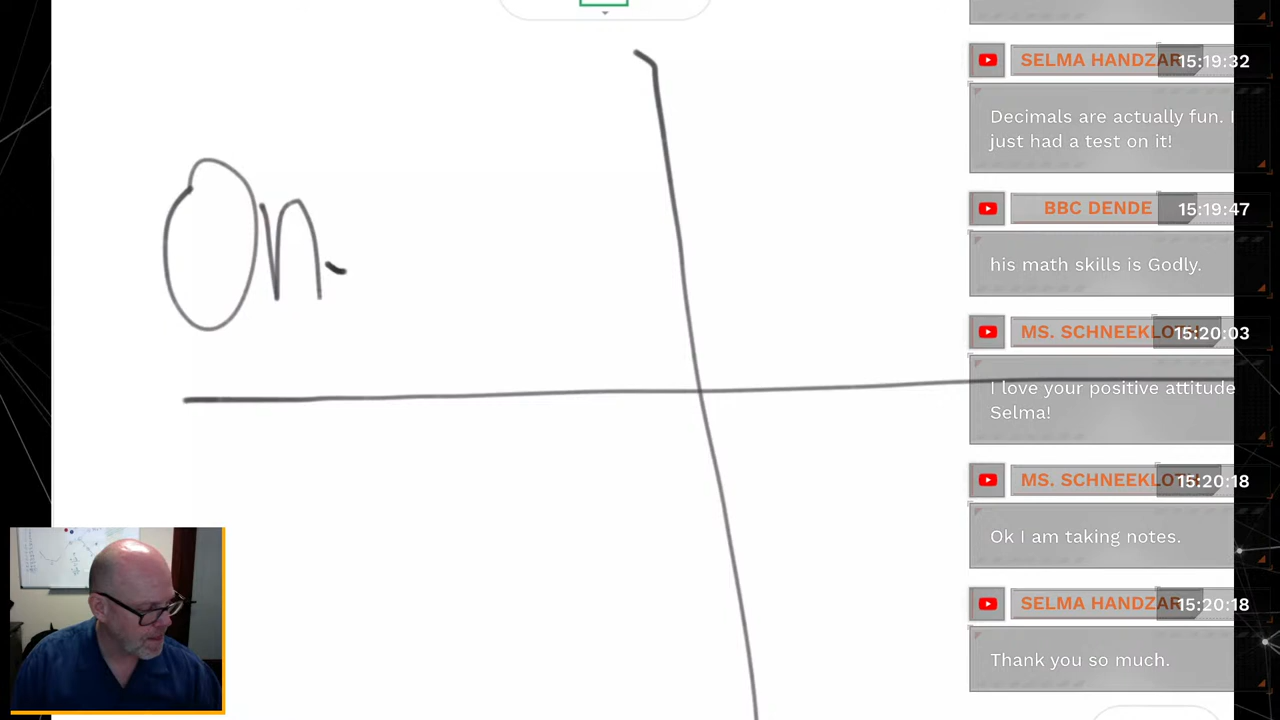 On
SELMA HANDZAR 15:19:32
Decimals are actually fun. I
just had a test on it!
BBC DENDE 15:19:47
his math skills is Godly.
MS. SCHNEEKLOTH 15:20:03
I love your positive attitude
Selma!
MS. SCHNEEKLOTH 15:20:18
Ok I am taking notes.
SELMA HANDZAR 15:20:18
Thank you so much.